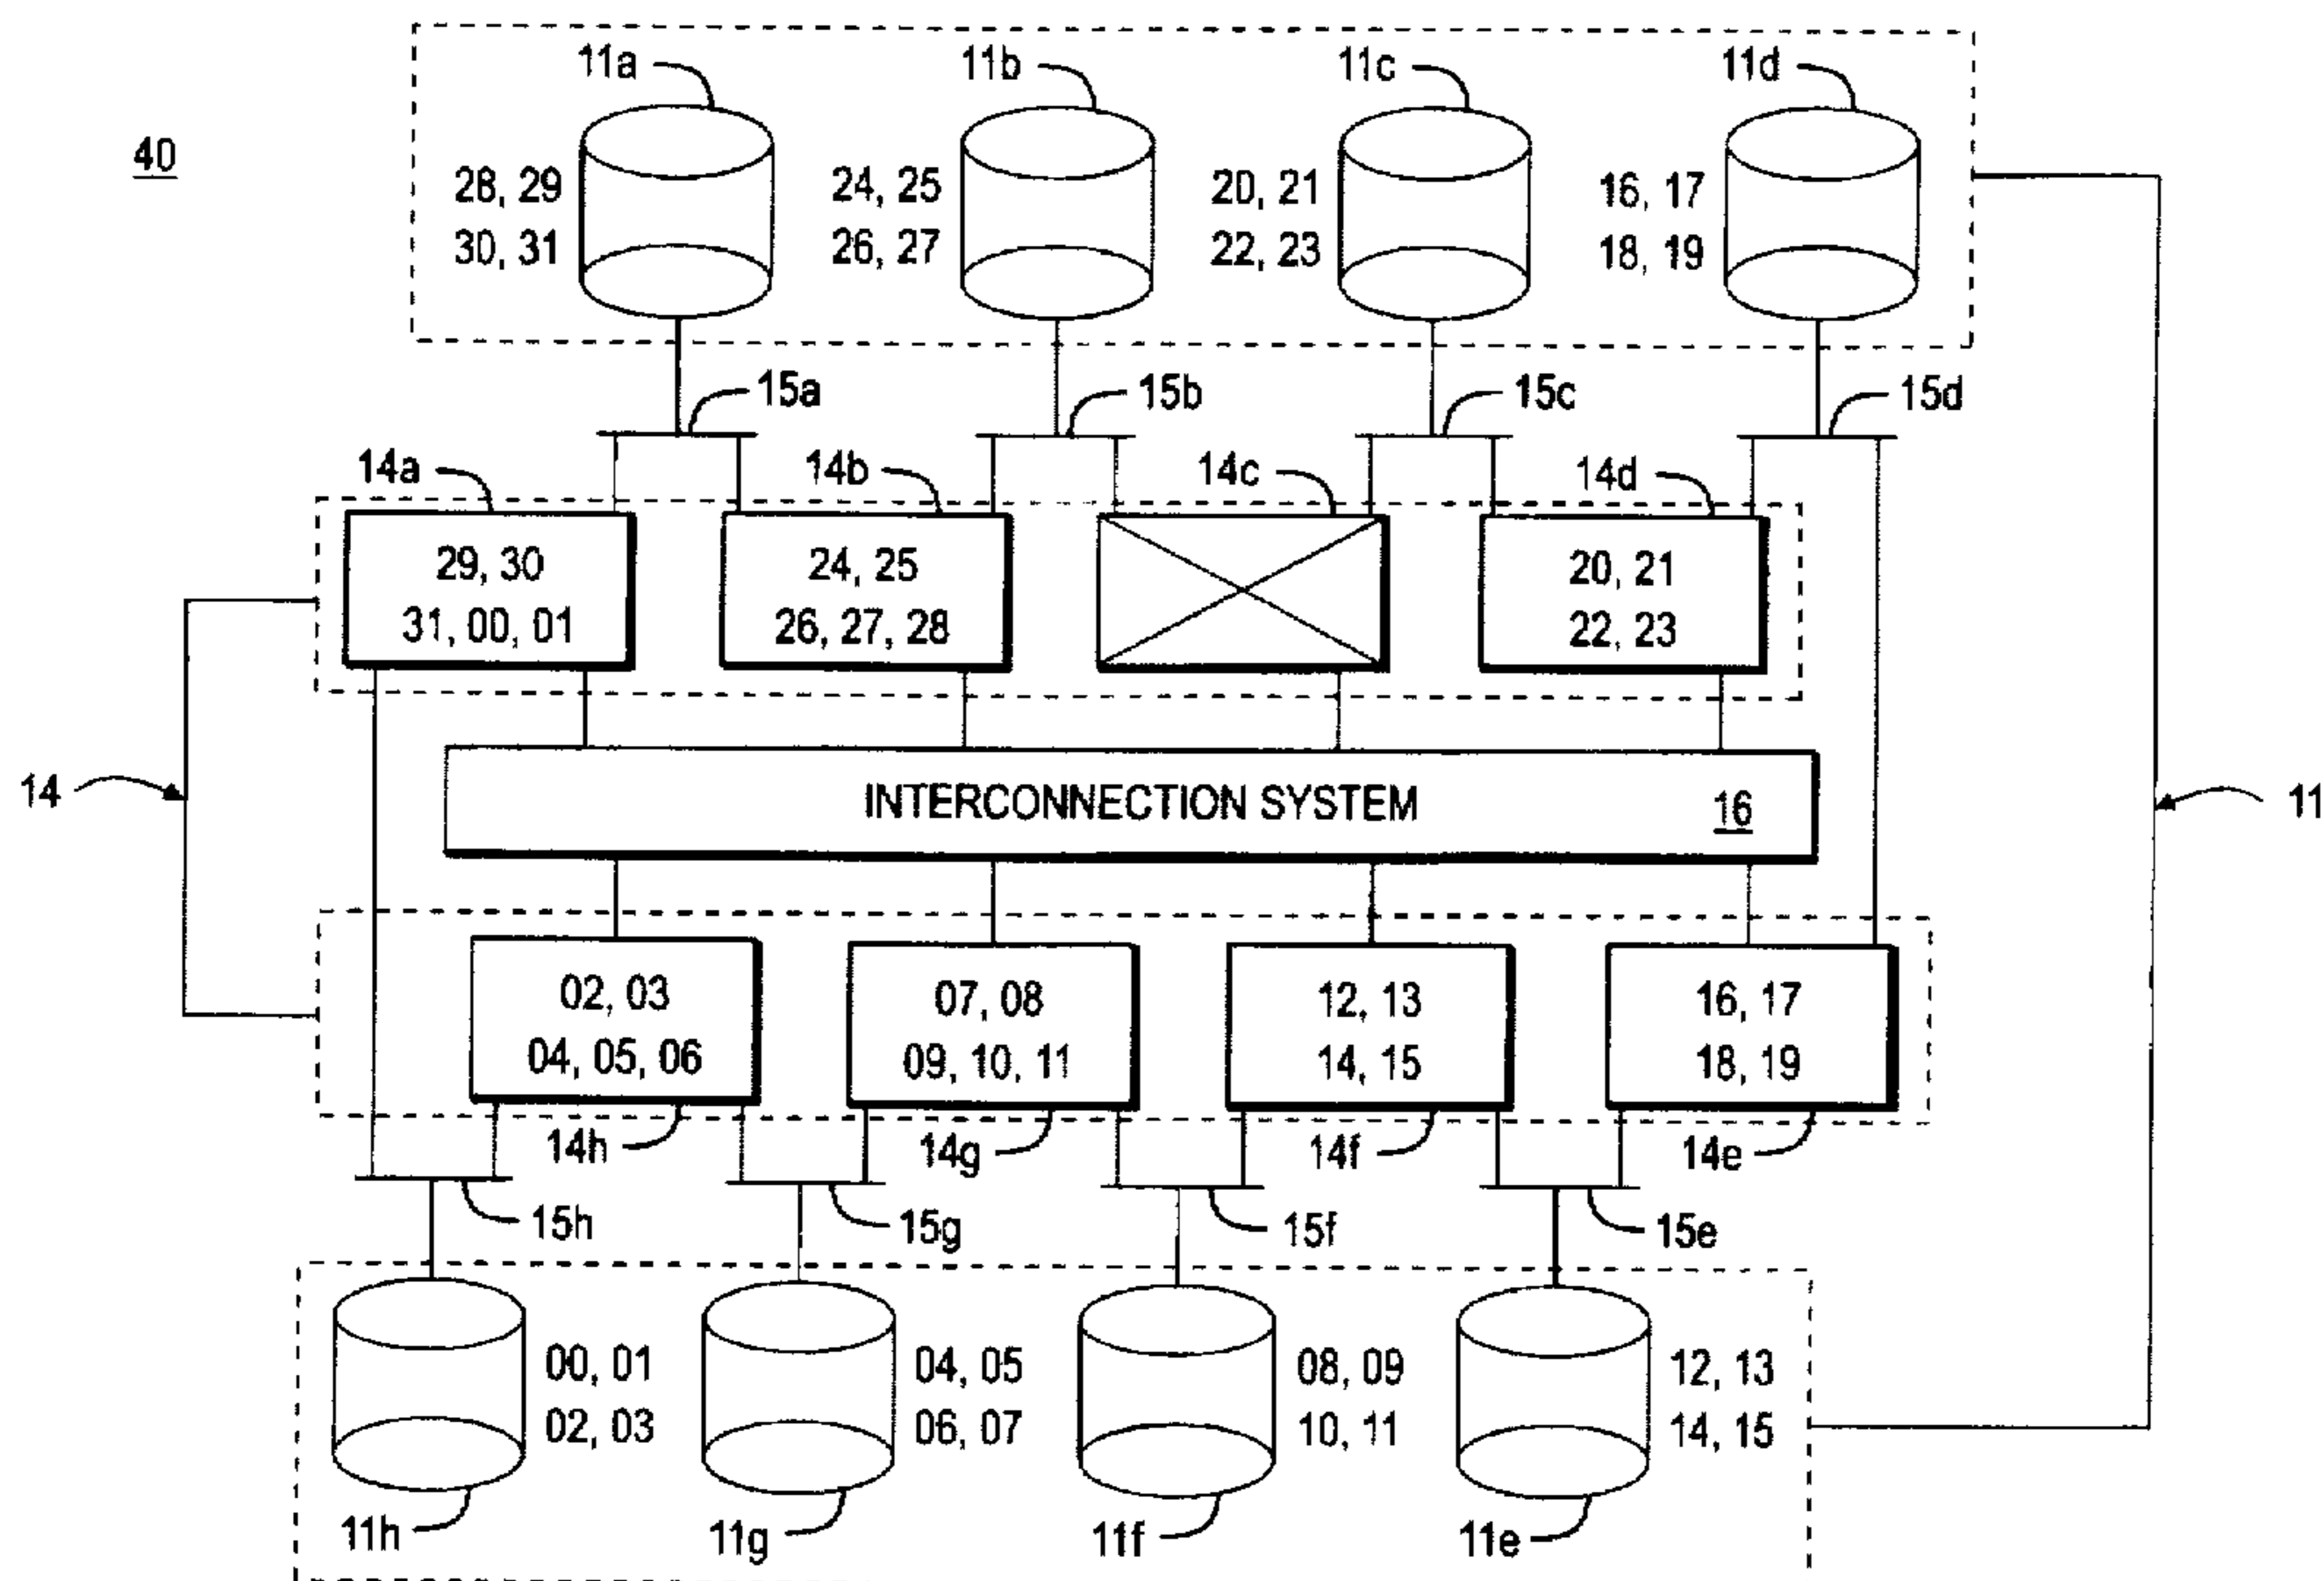 11a 11b 11c 11d
40
28, 29 24, 25 20, 21 16, 17
30, 31 26, 27 22, 23 18, 19
15a 15b 15c 15d
14a 14b 14c 14d
29, 30 24, 25 20, 21
31, 00, 01 26, 27, 28 22, 23
14 INTERCONNECTION SYSTEM 16 11
02, 03 07, 08 12, 13 16, 17
04, 05, 06 09, 10, 11 14, 15 18, 19
14h 14g 14f 14e
15h 15g 15f 15e
00, 01 04, 05 08, 09 12, 13
02, 03 06, 07 10, 11 14, 15
11h 11g 11f 11e